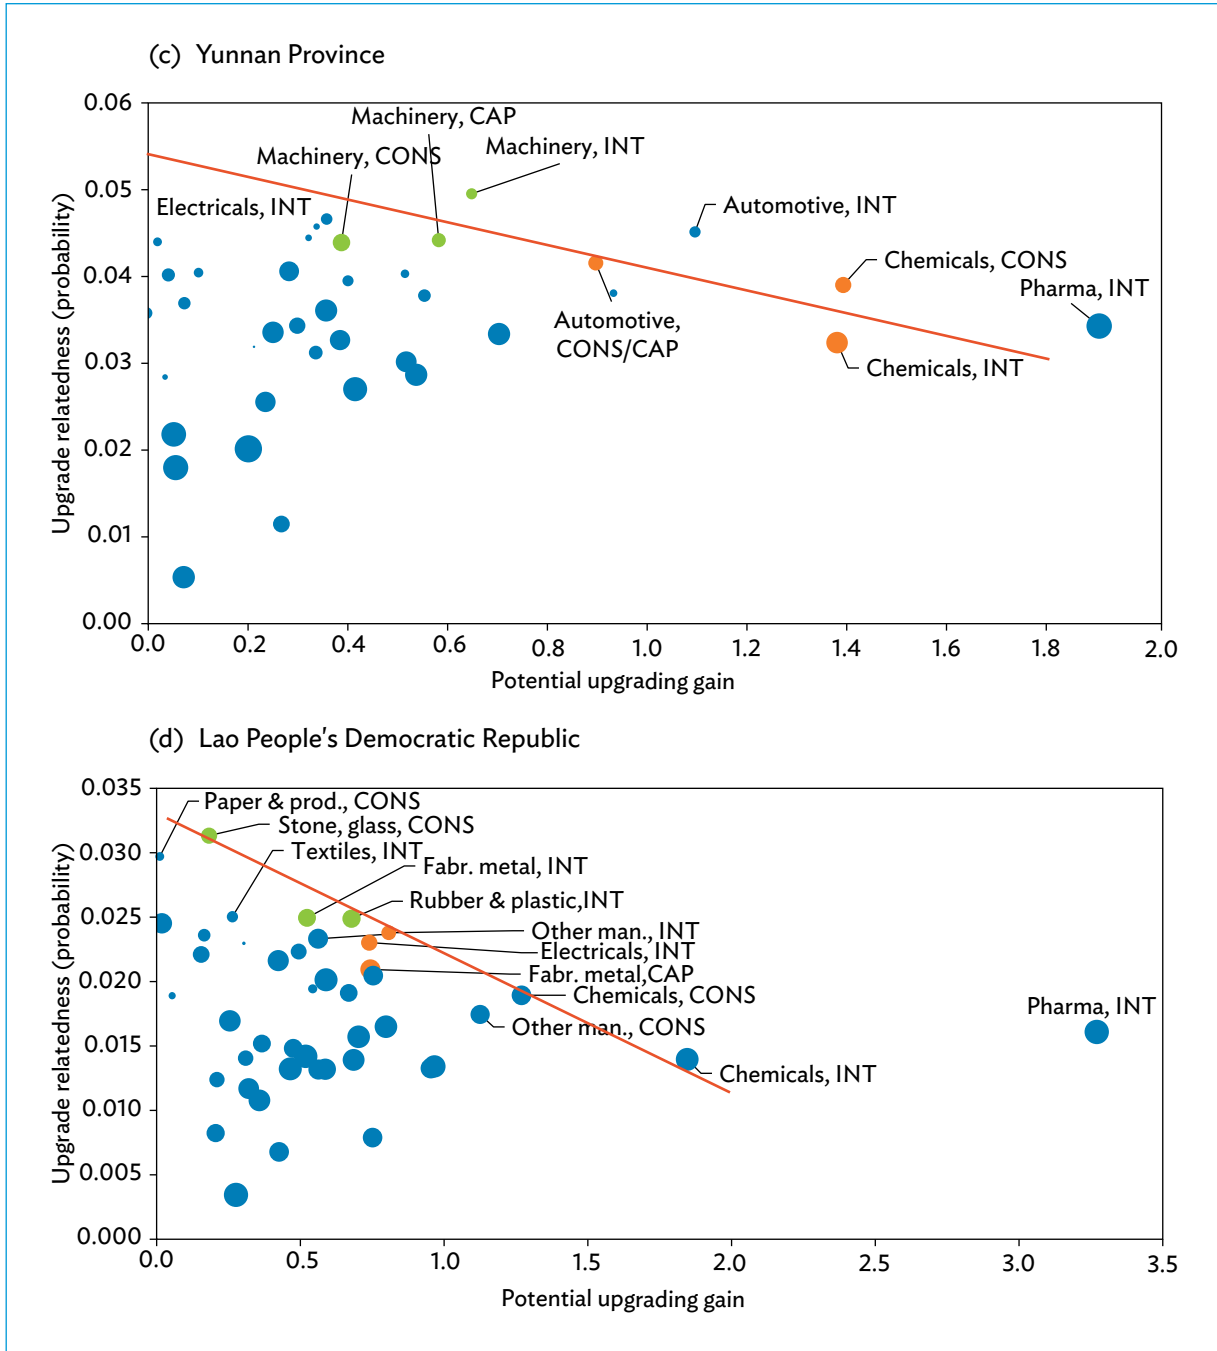 (c) Yunnan Province
0.06
0.05
0.04
0.03
0.02
0.01
0.00
Upgrade relatedness (probability)
Machinery, CAP
Machinery, INT
Machinery, CONS
Electricals, INT
Automotive, INT
Chemicals, CONS
Pharma, INT
Automotive,
CONS/CAP
Chemicals, INT
0.0 0.2 0.4 0.6 0.8 1.0 1.2 1.4 1.6 1.8 2.0
Potential upgrading gain
(d) Lao People's Democratic Republic
0.035
0.030
0.025
0.020
0.015
0.010
0.005
0.000
Upgrade relatedness (probability)
Paper & prod., CONS
Stone, glass, CONS
Textiles, INT
Fabr. metal, INT
Rubber & plastic,INT
Other man., INT
Electricals, INT
Fabr. metal,CAP
Chemicals, CONS
Other man., CONS
Pharma, INT
Chemicals, INT
0.0 0.5 1.0 1.5 2.0 2.5 3.0 3.5
Potential upgrading gain